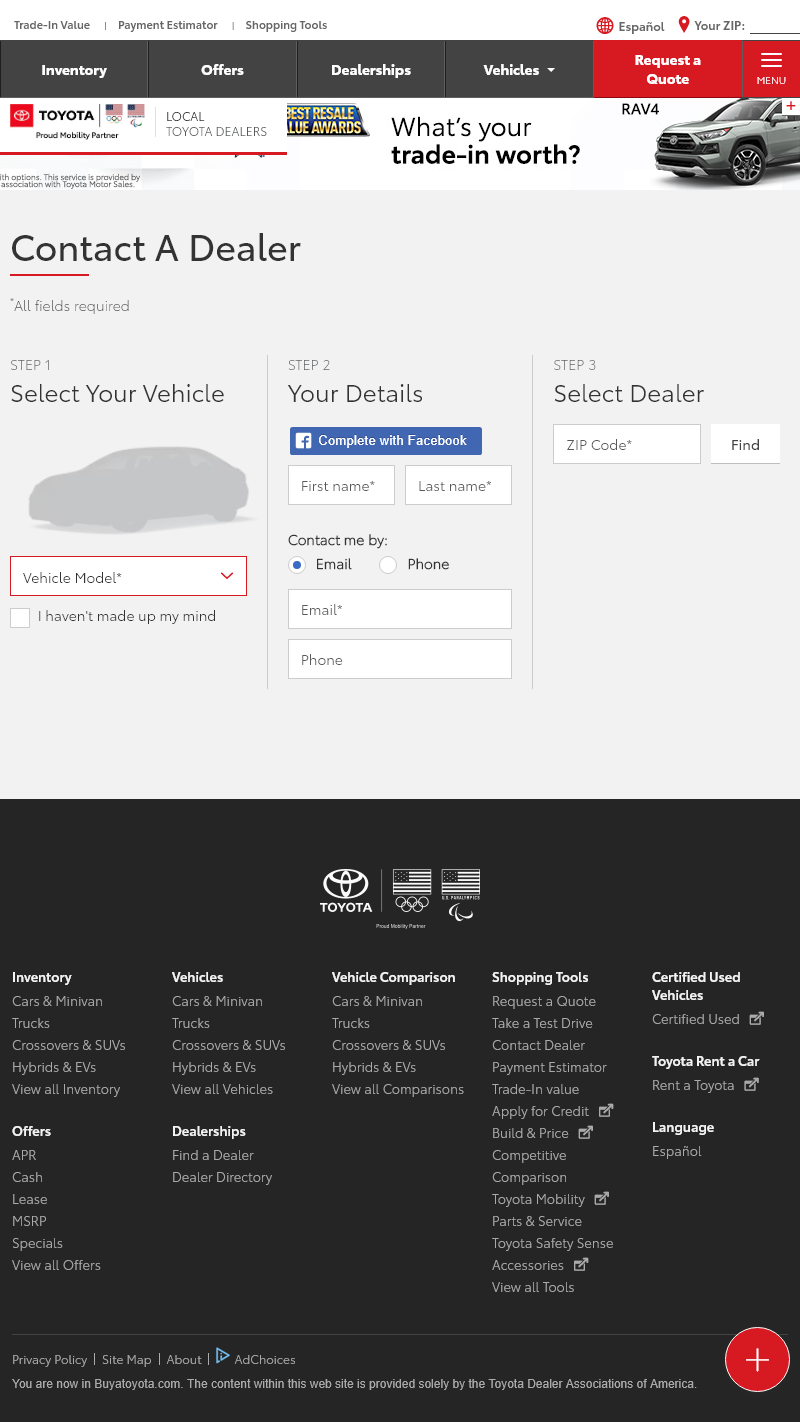 Trade-In Value | Payment Estimator | Shopping Tools
Español
Your ZIP:
Inventory
Offers
Dealerships
Vehicles
Request a
Quote
MENU
TOYOTA
Proud Mobility Partner
LOCAL
TOYOTA DEALERS
BEST RESALE
VALUE AWARDS
What's your
trade-in worth?
RAV4
ith options. This service is provided by
association with Toyota Motor Sales.
Contact A Dealer
*All fields required
STEP 1
Select Your Vehicle
Vehicle Model*
I haven't made up my mind
STEP 2
Your Details
Complete with Facebook
First name*
Last name*
Contact me by:
Email
Phone
Email*
Phone
STEP 3
Select Dealer
ZIP Code*
Find
TOYOTA
U.S. PARALYMPICS
Proud Mobility Partner
Inventory
Cars & Minivan
Trucks
Crossovers & SUVs
Hybrids & EVs
View all Inventory
Offers
APR
Cash
Lease
MSRP
Specials
View all Offers
Vehicles
Cars & Minivan
Trucks
Crossovers & SUVs
Hybrids & EVs
View all Vehicles
Dealerships
Find a Dealer
Dealer Directory
Vehicle Comparison
Cars & Minivan
Trucks
Crossovers & SUVs
Hybrids & EVs
View all Comparisons
Shopping Tools
Request a Quote
Take a Test Drive
Contact Dealer
Payment Estimator
Trade-In value
Apply for Credit
Build & Price
Competitive
Comparison
Toyota Mobility
Parts & Service
Toyota Safety Sense
Accessories
View all Tools
Certified Used
Vehicles
Certified Used
Toyota Rent a Car
Rent a Toyota
Language
Español
Privacy Policy | Site Map | About | AdChoices
You are now in Buyatoyota.com. The content within this web site is provided solely by the Toyota Dealer Associations of America.